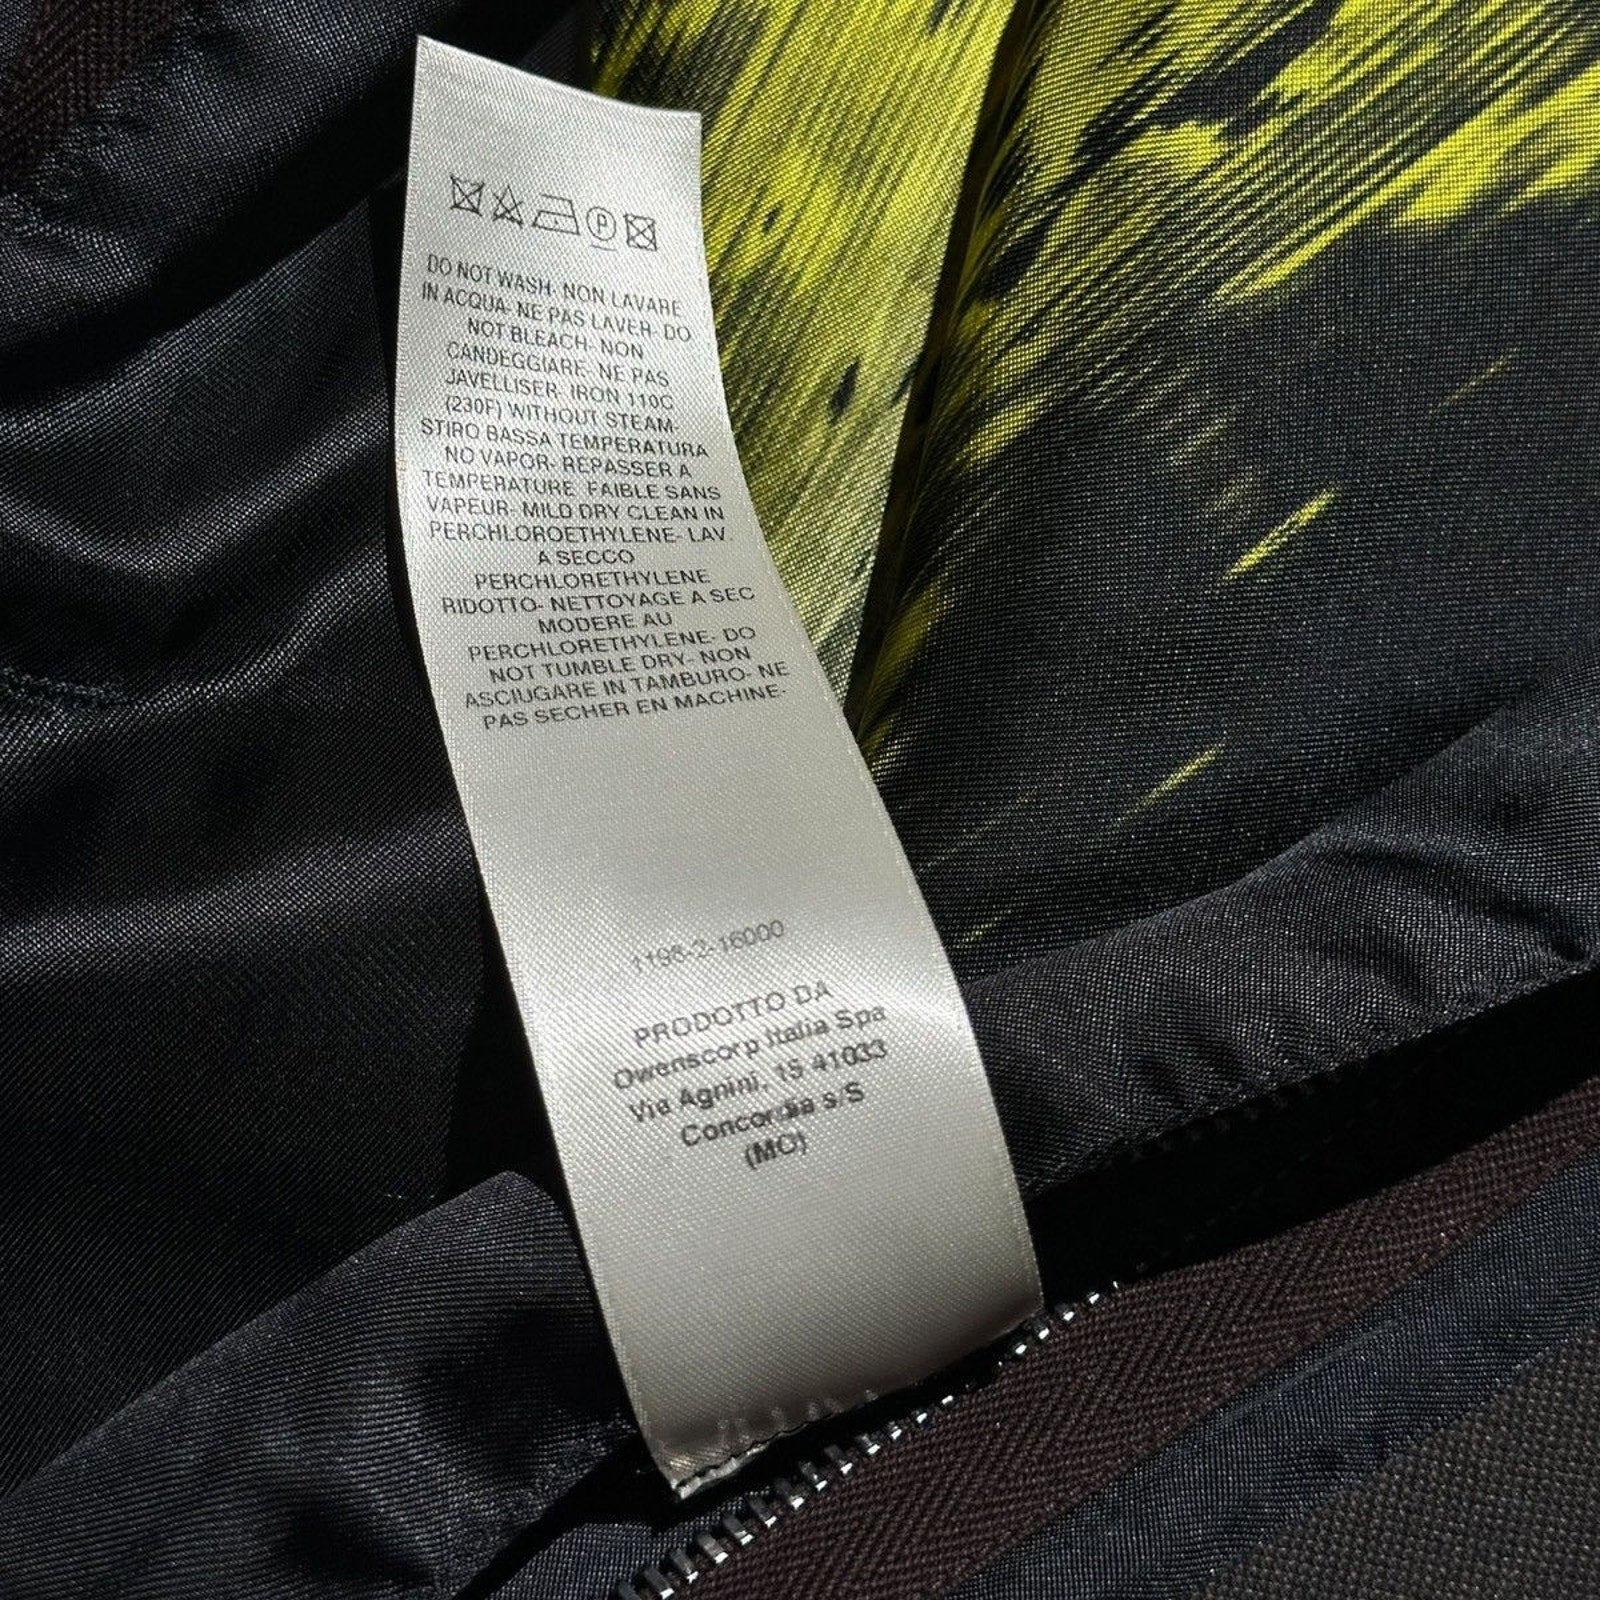 P
DO NOT WASH- NON LAVARE
IN ACQUA- NE PAS LAVER- DO
NOT BLEACH- NON
CANDEGGIARE- NE PAS
JAVELLISER- IRON 110C
(230F) WITHOUT STEAM-
STIRO BASSA TEMPERATURA
NO VAPOR- REPASSER A
TEMPERATURE FAIBLE SANS
VAPEUR- MILD DRY CLEAN IN
PERCHLOROETHYLENE- LAV.
A SECCO
PERCHLORETHYLENE
RIDOTTO- NETTOYAGE A SEC
MODERE AU
PERCHLORETHYLENE- DO
NOT TUMBLE DRY- NON
ASCIUGARE IN TAMBURO- NE
PAS SECHER EN MACHINE-
1198-2-16000
PRODOTTO DA
Owenscorp Italia Spa
Via Agnini, 15 41033
Concordia s/S
(MO)